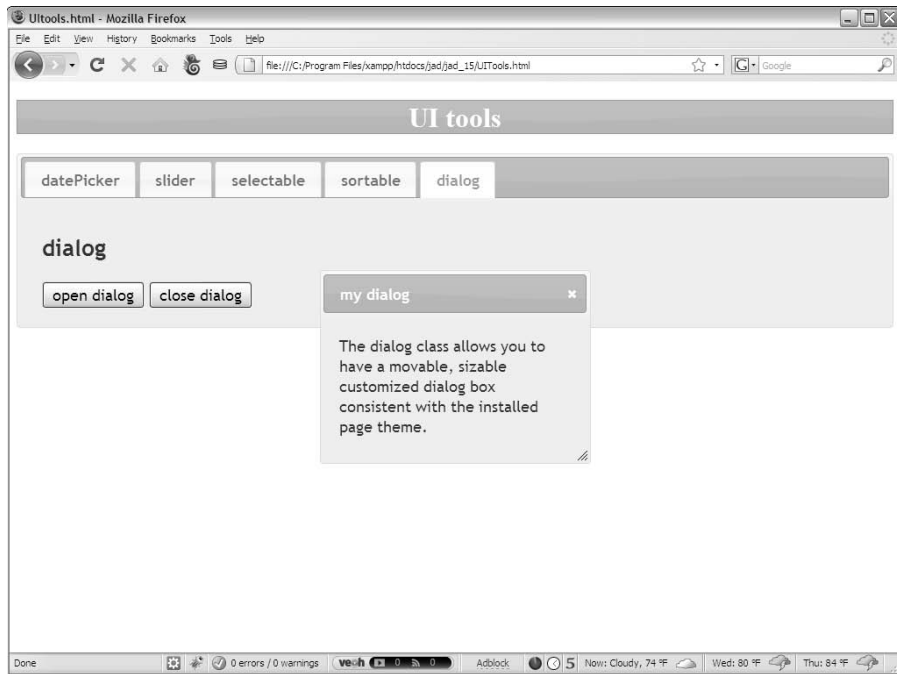 UItools.html - Mozilla Firefox
File Edit View History Bookmarks Tools Help
file:///C:/Program Files/xampp/htdocs/jad/jad_15/UITools.html
G Google
UI tools
datePicker slider selectable sortable dialog
dialog
open dialog close dialog
my dialog
The dialog class allows you to
have a movable, sizable
customized dialog box
consistent with the installed
page theme.
Done 0 errors / 0 warnings veoh 0 0 Adblock 5 Now: Cloudy, 74 °F Wed: 80 °F Thu: 84 °F